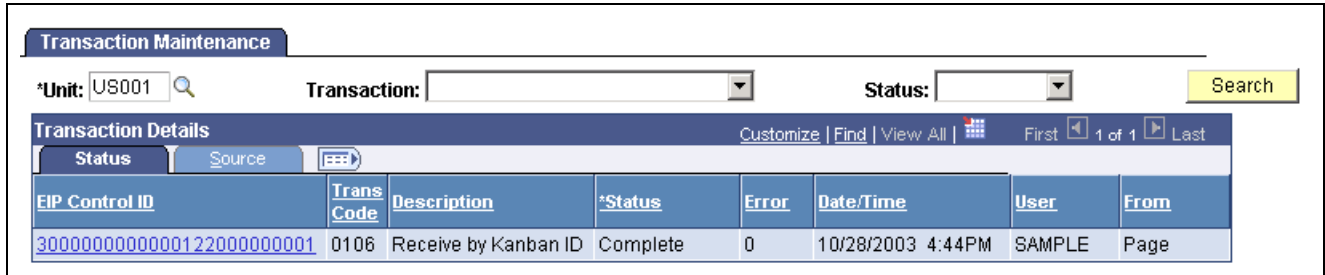 Transaction Maintenance
*Unit: US001 Transaction: Status: Search
Transaction Details Customize | Find | View All | First 1 of 1 Last
Status Source
EIP Control ID Trans Code Description *Status Error Date/Time User From
3000000000000122000000001 0106 Receive by Kanban ID Complete 0 10/28/2003 4:44PM SAMPLE Page